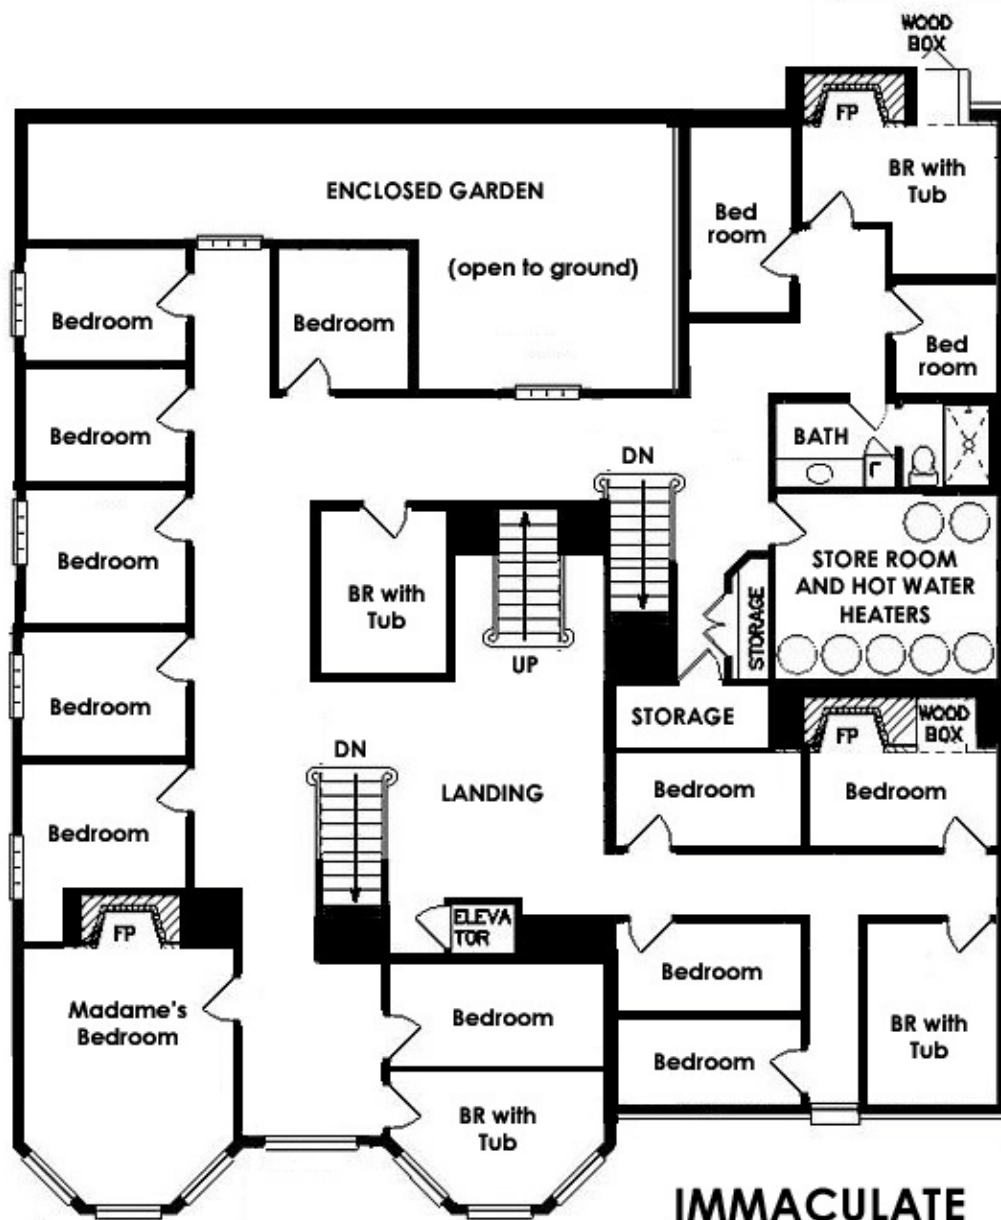 WOOD
BOX
FP
BR with
Tub
ENCLOSED GARDEN
Bed
room
(open to ground)
Bedroom
Bedroom
Bed
room
Bedroom
BATH
DN
Bedroom
STORE ROOM
AND HOT WATER
HEATERS
BR with
Tub
STORAGE
UP
Bedroom
STORAGE
FP
WOOD
BOX
DN
LANDING
Bedroom
Bedroom
Bedroom
ELEVA
TOR
FP
Bedroom
Madame's
Bedroom
Bedroom
BR with
Tub
Bedroom
BR with
Tub
IMMACULATE